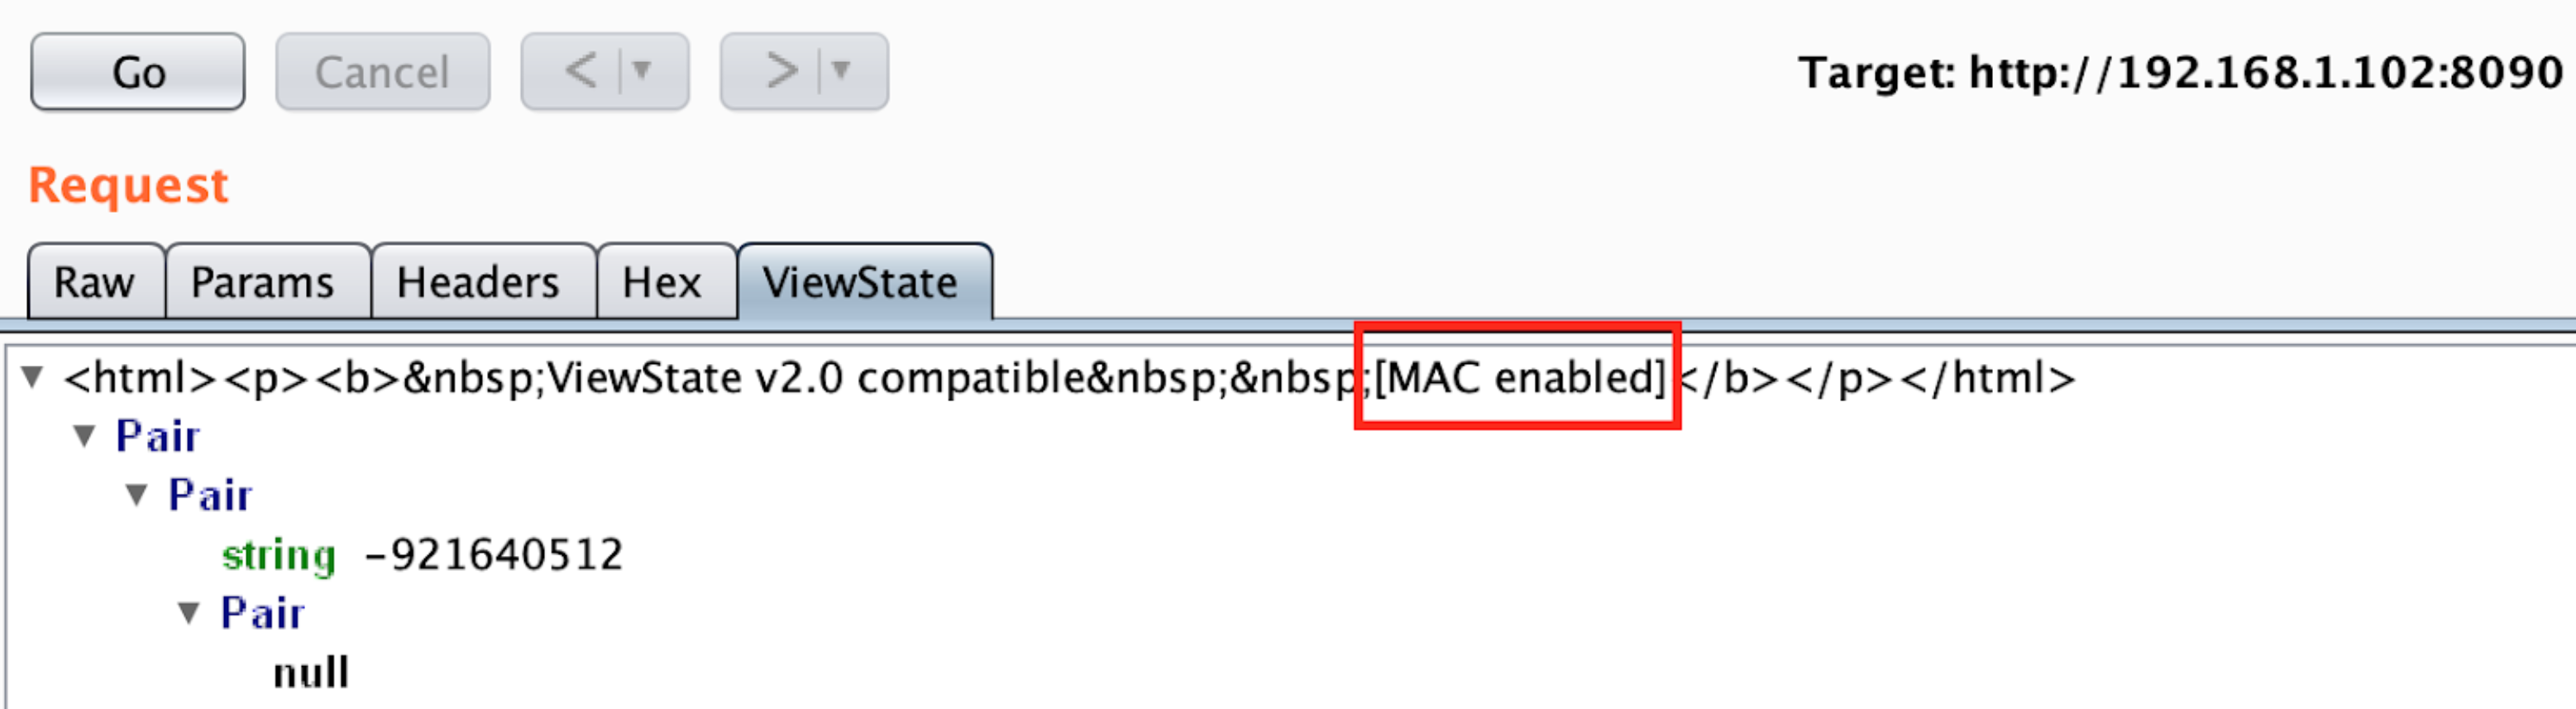 Go Cancel < > Target: http://192.168.1.102:8090
Request
Raw Params Headers Hex ViewState
<html><p><b>&nbsp;ViewState v2.0 compatible&nbsp;&nbsp;[MAC enabled]</b></p></html>
Pair
Pair
string -921640512
Pair
null